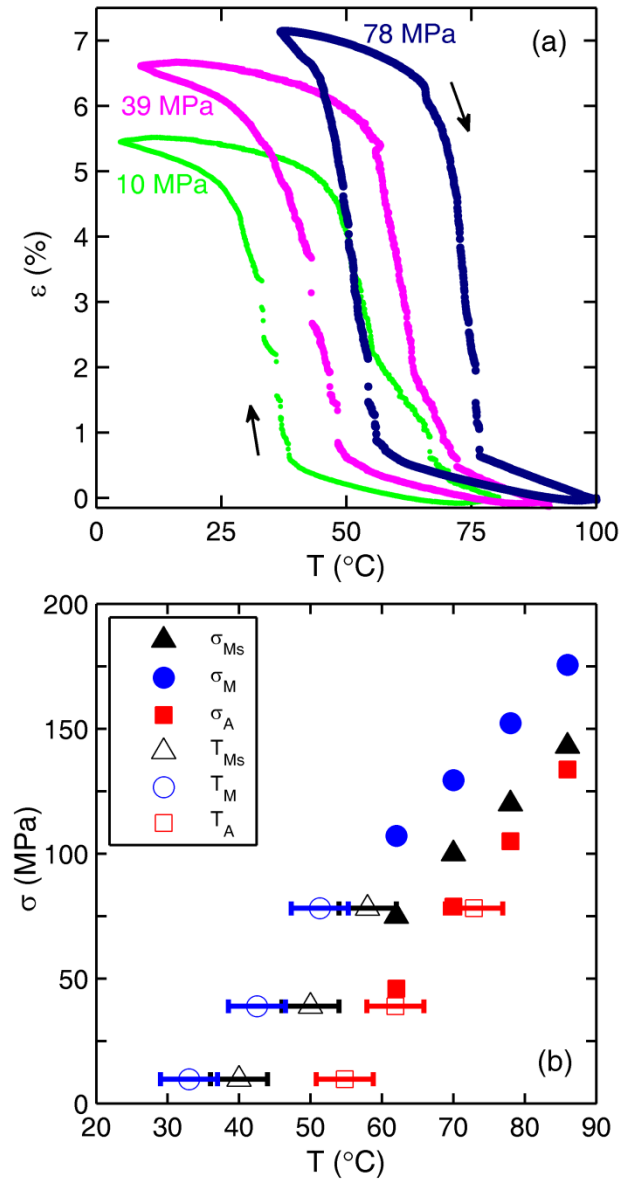 7
6
5
4
3
2
1
0
ε (%)
78 MPa
(a)
39 MPa
10 MPa
0 25 50 75 100
T (°C)
200
150
100
50
0
σ (MPa)
σMs
σM
σA
TMs
TM
TA
(b)
20 30 40 50 60 70 80 90
T (°C)